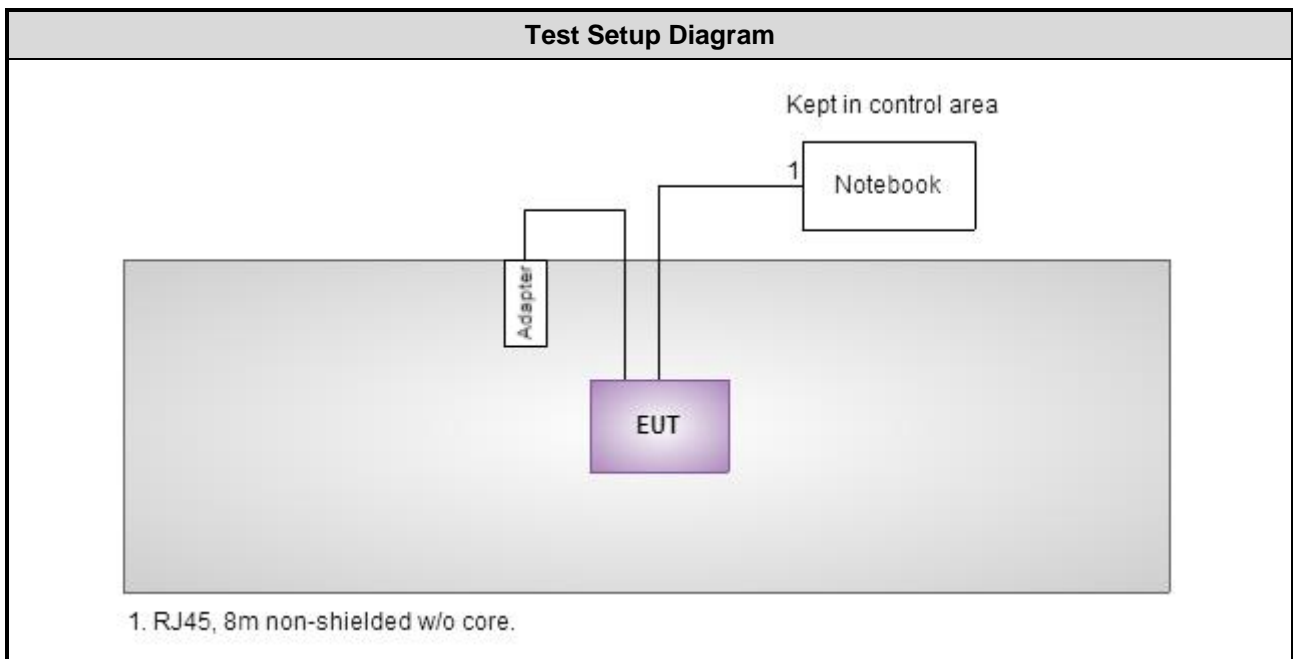 Test Setup Diagram
Kept in control area
1
Notebook
Adapter
EUT
1. RJ45, 8m non-shielded w/o core.